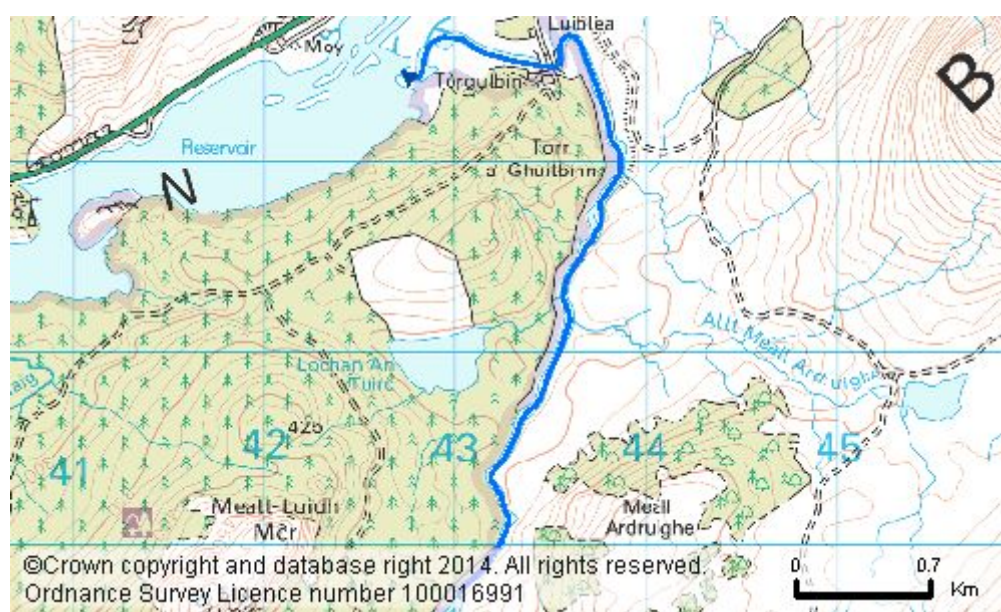 Luiblea
Moy
Torgulbin
B
Reservoir
Torr
a' Ghuilbinn
N
Allt Meall Ardruighe
Lochan An
Tuirc
aig
41
42
425
43
44
45
Meall-Luidh
Mòr
Meall
Ardruighe
©Crown copyright and database right 2014. All rights reserved.
Ordnance Survey Licence number 100016991
0
0.7
Km